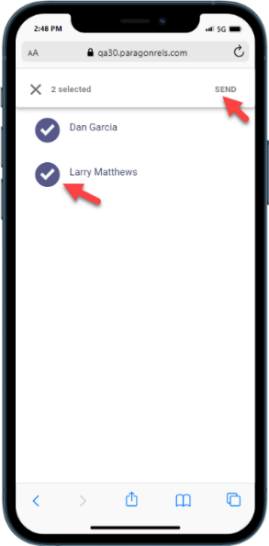 2:48 PM 5G
AA qa30.paragonrels.com
2 selected SEND
Dan Garcia
Larry Matthews